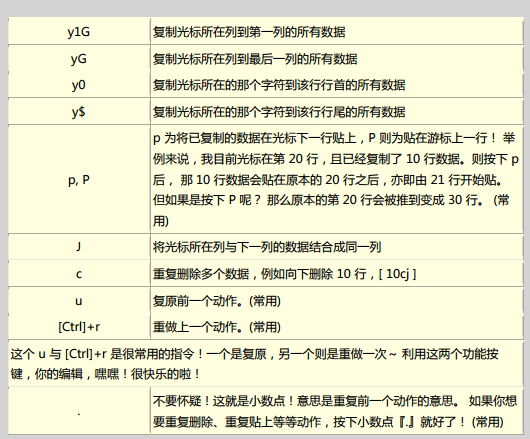 y1G 复制光标所在列到第一列的所有数据
yG 复制光标所在列到最后一列的所有数据
y0 复制光标所在的那个字符到该行行首的所有数据
y$ 复制光标所在的那个字符到该行行尾的所有数据
p 为将已复制的数据在光标下一行贴上，P 则为贴在游标上一行！ 举
例来说，我目前光标在第 20 行，且已经复制了 10 行数据。则按下 p
p, P 后， 那 10 行数据会贴在原本的 20 行之后，亦即由 21 行开始贴。
但如果是按下 P 呢？ 那么原本的第 20 行会被推到变成 30 行。 (常
用)
J 将光标所在列与下一列的数据结合成同一列
c 重复删除多个数据，例如向下删除 10 行，[ 10cj ]
u 复原前一个动作。(常用)
[Ctrl]+r 重做上一个动作。(常用)
这个 u 与 [Ctrl]+r 是很常用的指令！一个是复原，另一个则是重做一次～ 利用这两个功能按
键，你的编辑，嘿嘿！很快乐的啦！
. 不要怀疑！这就是小数点！意思是重复前一个动作的意思。 如果你想
要重复删除、重复贴上等等动作，按下小数点『.』就好了！ (常用)